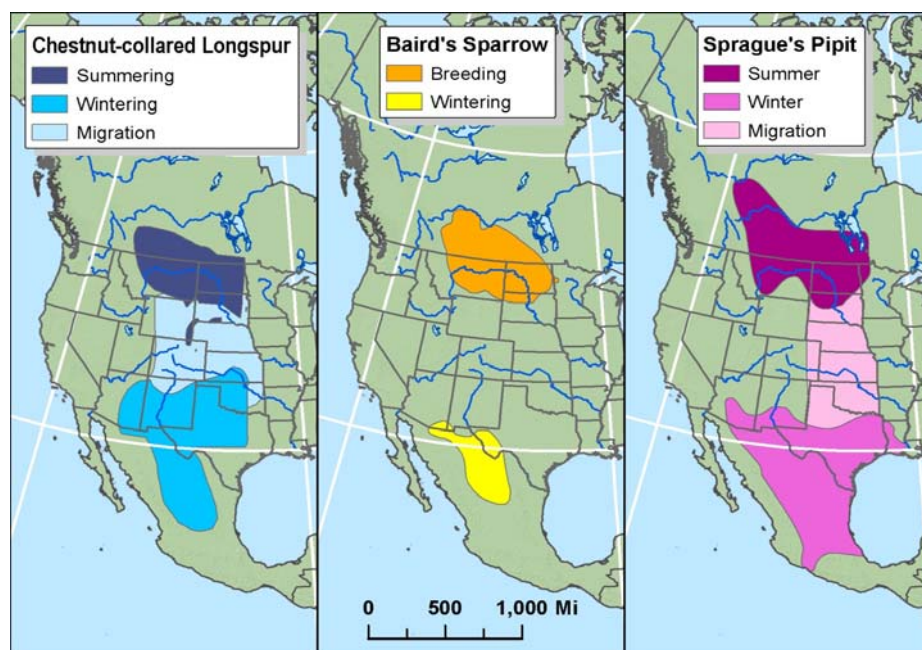 Chestnut-collared Longspur
Summering
Wintering
Migration
Baird's Sparrow
Breeding
Wintering
Sprague's Pipit
Summer
Winter
Migration
0 500 1,000 Mi